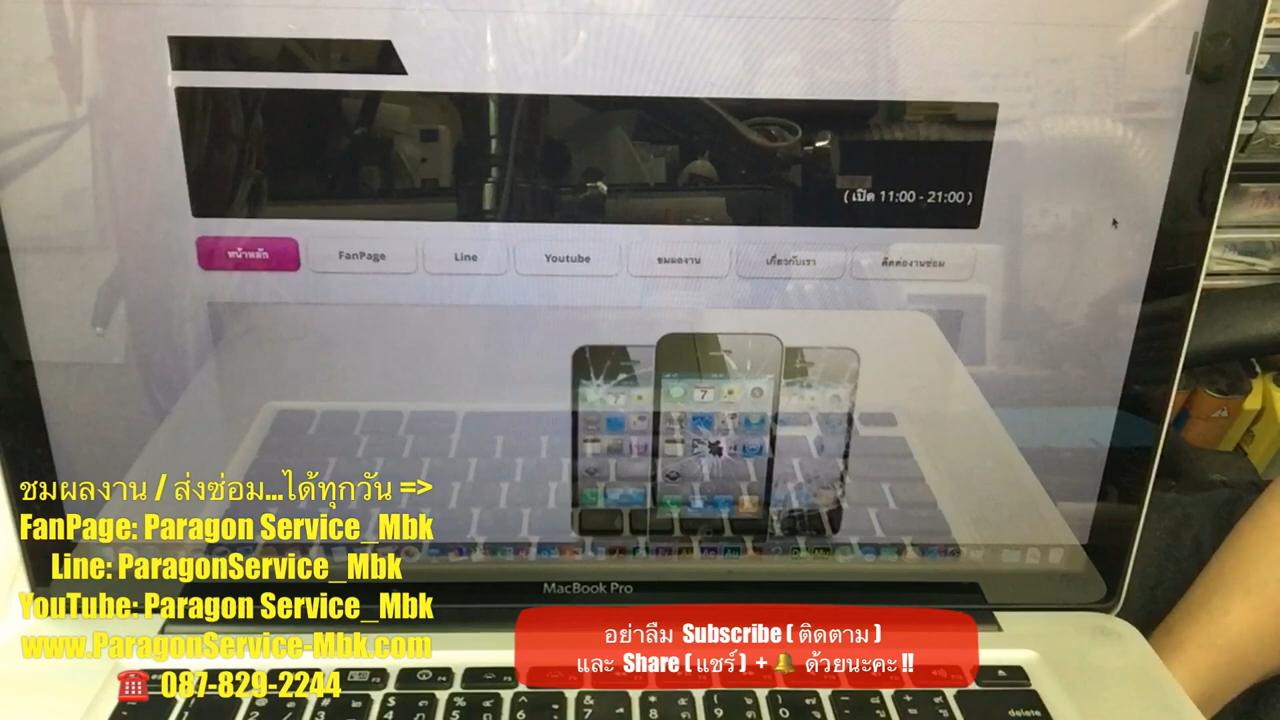 ( เปิด 11:00 - 21:00 )
หน้าหลัก FanPage Line Youtube ชมผลงาน เกี่ยวกับเรา ติดต่องานซ่อม
7 7
ชมผลงาน / ส่งซ่อม...ได้ทุกวัน =>
FanPage: Paragon Service_Mbk
Line: ParagonService_Mbk
YouTube: Paragon Service_Mbk
www.ParagonService-Mbk.com
☎ 087-829-2244
MacBook Pro
อย่าลืม Subscribe ( ติดตาม )
และ Share ( แชร์ ) + 🔔 ด้วยนะคะ !!
delete